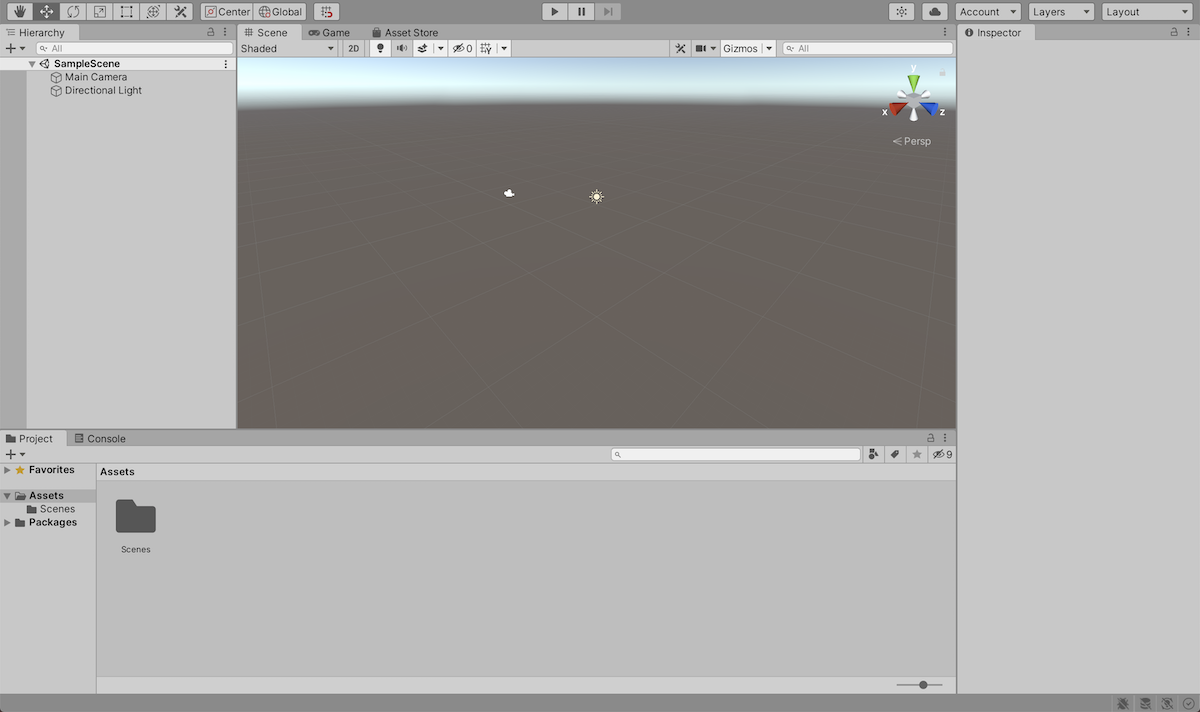 Center Global Account Layers Layout
Hierarchy Scene Game Asset Store Inspector
All Shaded 2D 0 Gizmos All
SampleScene
Main Camera
Directional Light
y
x z
Persp
Project Console
9
Favorites Assets
Assets
Scenes
Packages
Scenes